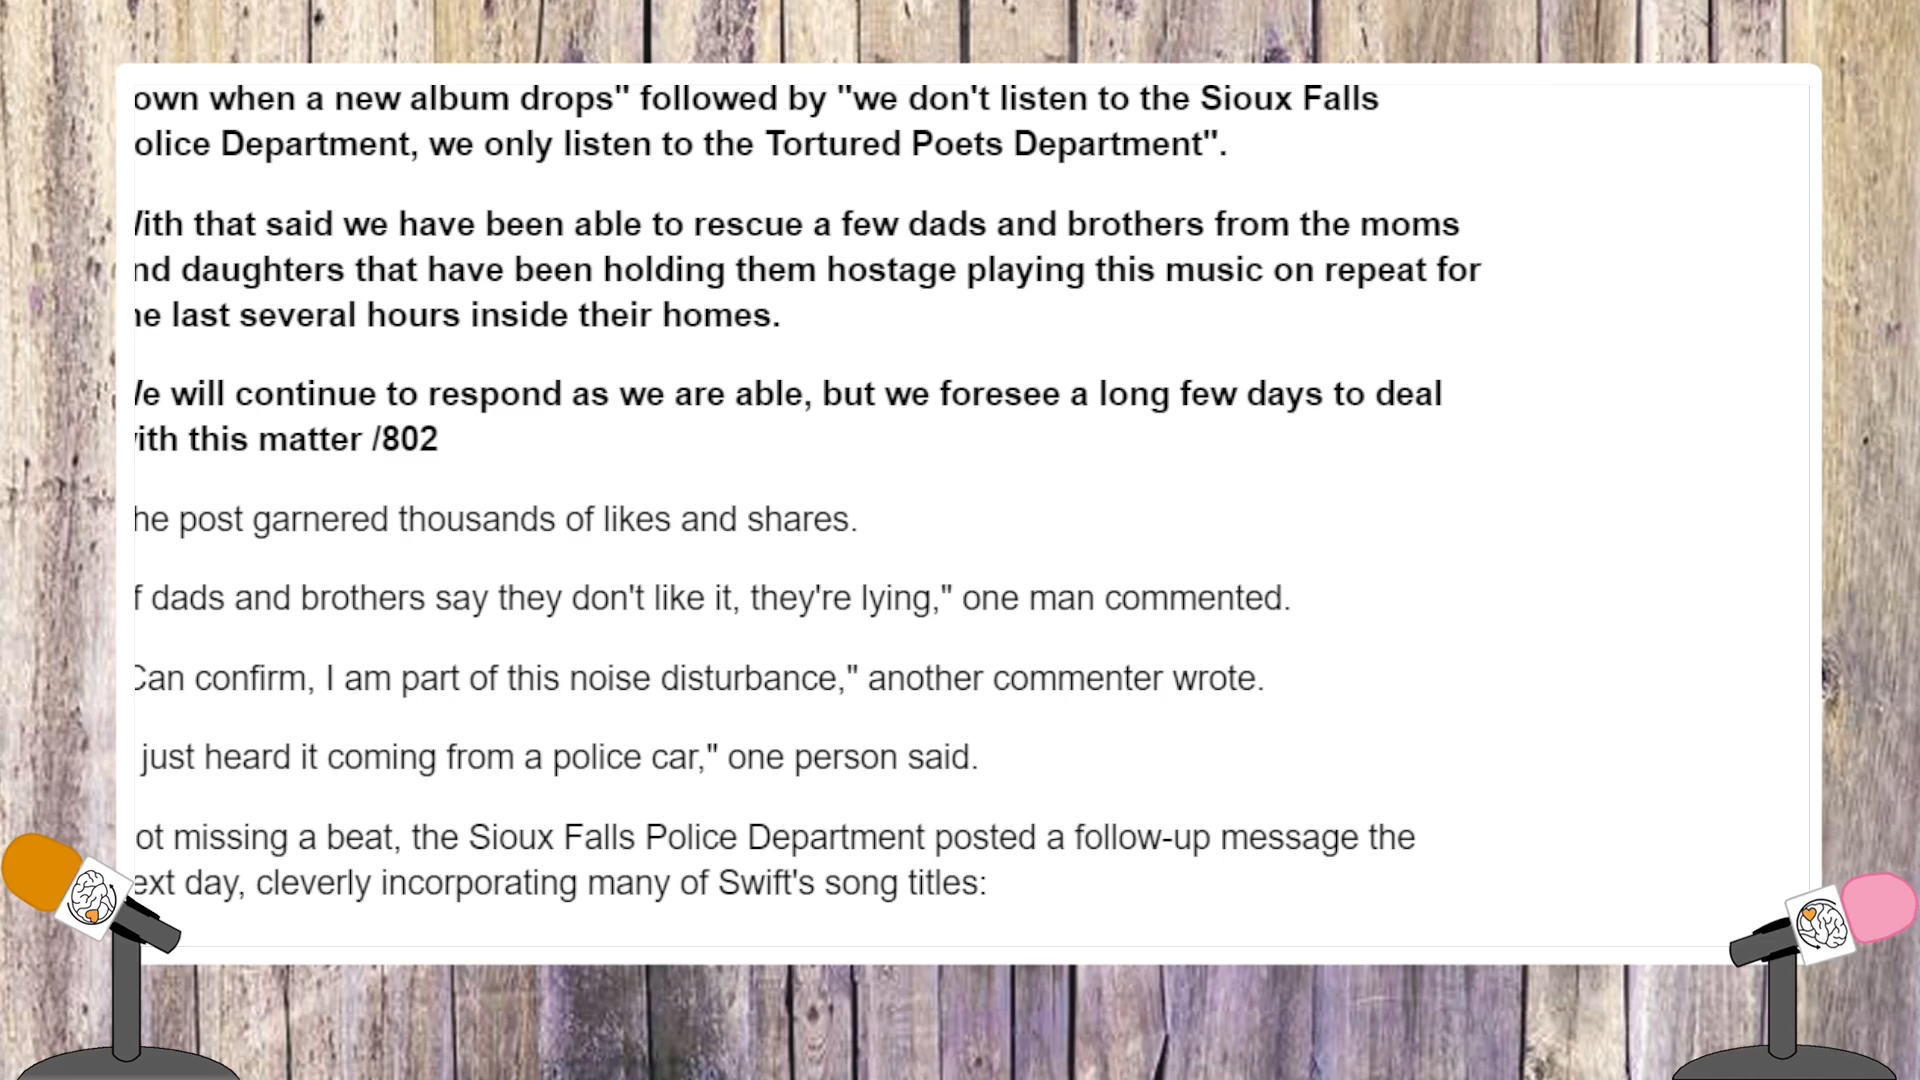 own when a new album drops" followed by "we don't listen to the Sioux Falls
olice Department, we only listen to the Tortured Poets Department".
ith that said we have been able to rescue a few dads and brothers from the moms
nd daughters that have been holding them hostage playing this music on repeat for
he last several hours inside their homes.
e will continue to respond as we are able, but we foresee a long few days to deal
ith this matter /802
he post garnered thousands of likes and shares.
f dads and brothers say they don't like it, they're lying," one man commented.
Can confirm, I am part of this noise disturbance," another commenter wrote.
just heard it coming from a police car," one person said.
ot missing a beat, the Sioux Falls Police Department posted a follow-up message the
ext day, cleverly incorporating many of Swift's song titles: